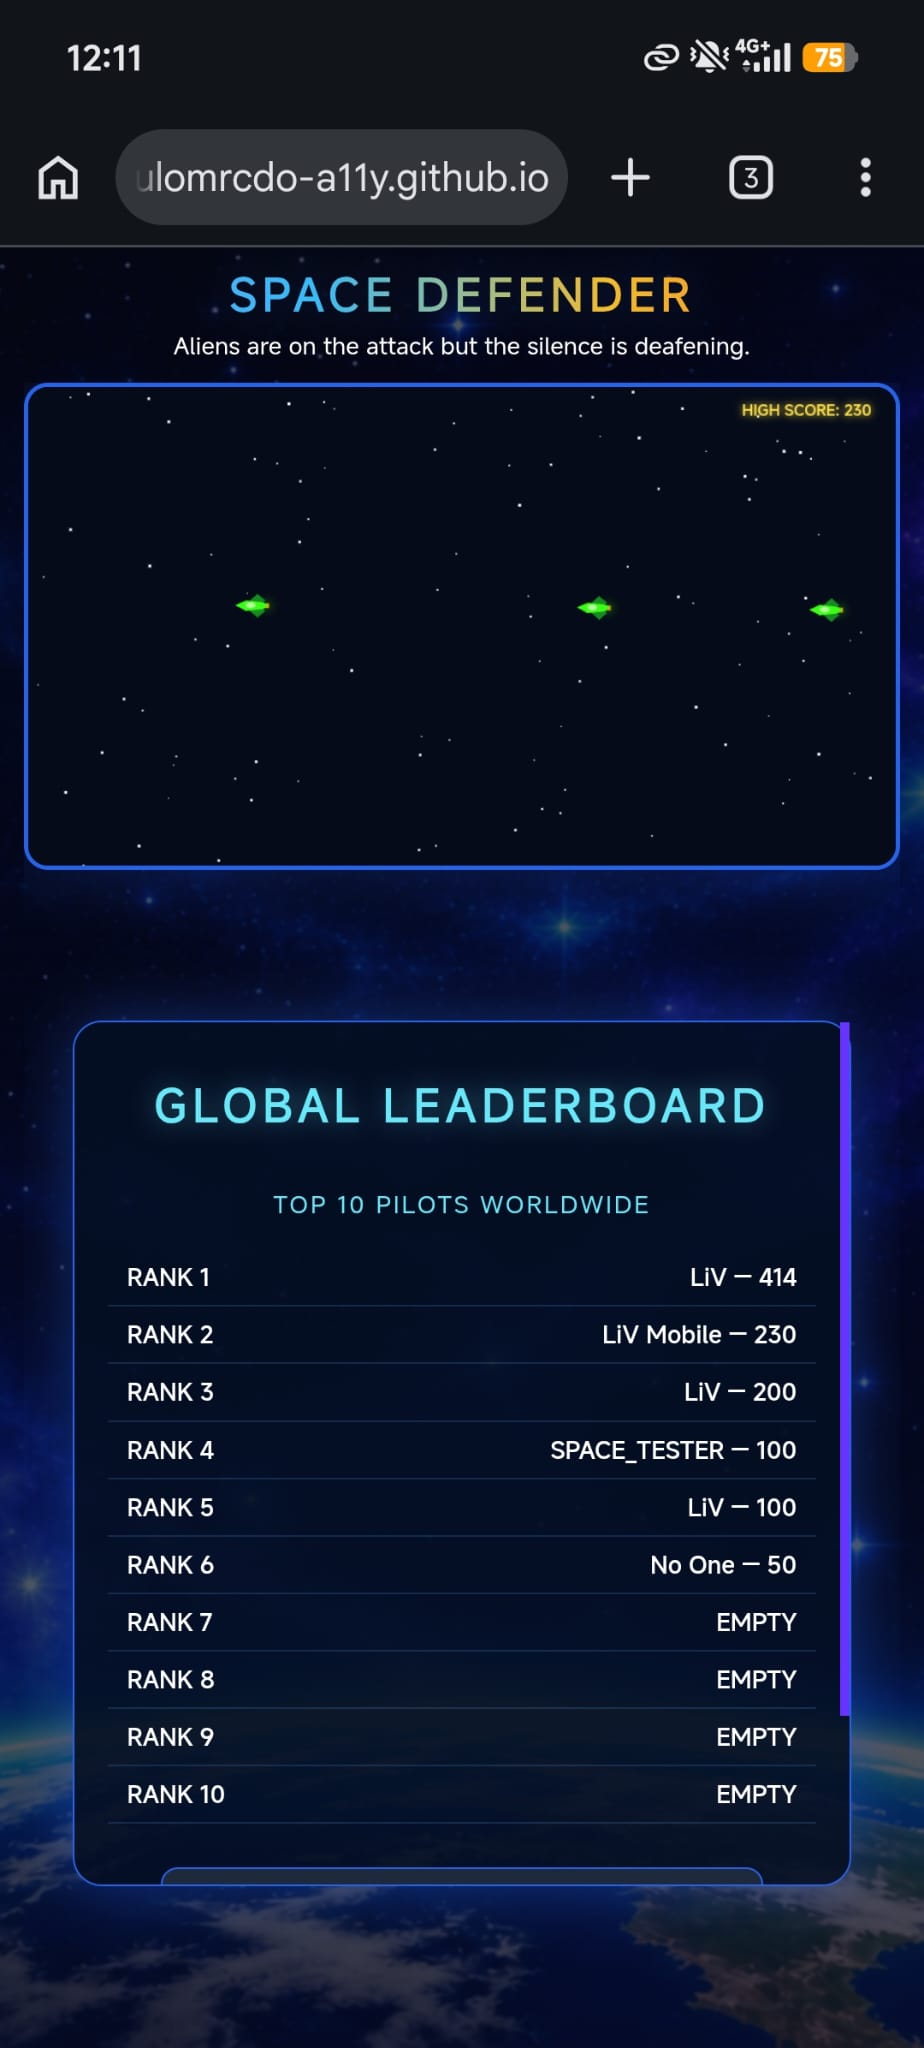 12:11
4G+
75
ulomrcdo-a11y.github.io
3
SPACE DEFENDER
Aliens are on the attack but the silence is deafening.
HIGH SCORE: 230
GLOBAL LEADERBOARD
TOP 10 PILOTS WORLDWIDE
RANK 1 LiV — 414
RANK 2 LiV Mobile — 230
RANK 3 LiV — 200
RANK 4 SPACE_TESTER — 100
RANK 5 LiV — 100
RANK 6 No One — 50
RANK 7 EMPTY
RANK 8 EMPTY
RANK 9 EMPTY
RANK 10 EMPTY